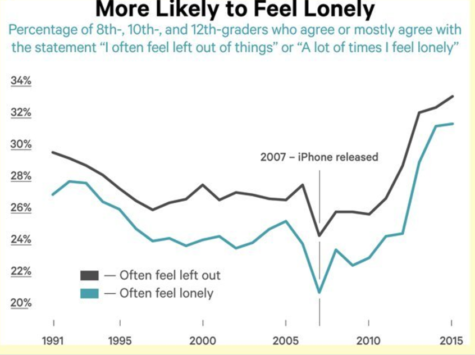 More Likely to Feel Lonely
Percentage of 8th-, 10th-, and 12th-graders who agree or mostly agree with
the statement “I often feel left out of things” or “A lot of times I feel lonely”
34%
32%
30%
28%
26%
24%
22%
20%
2007 – iPhone released
— Often feel left out
— Often feel lonely
1991 1995 2000 2005 2010 2015